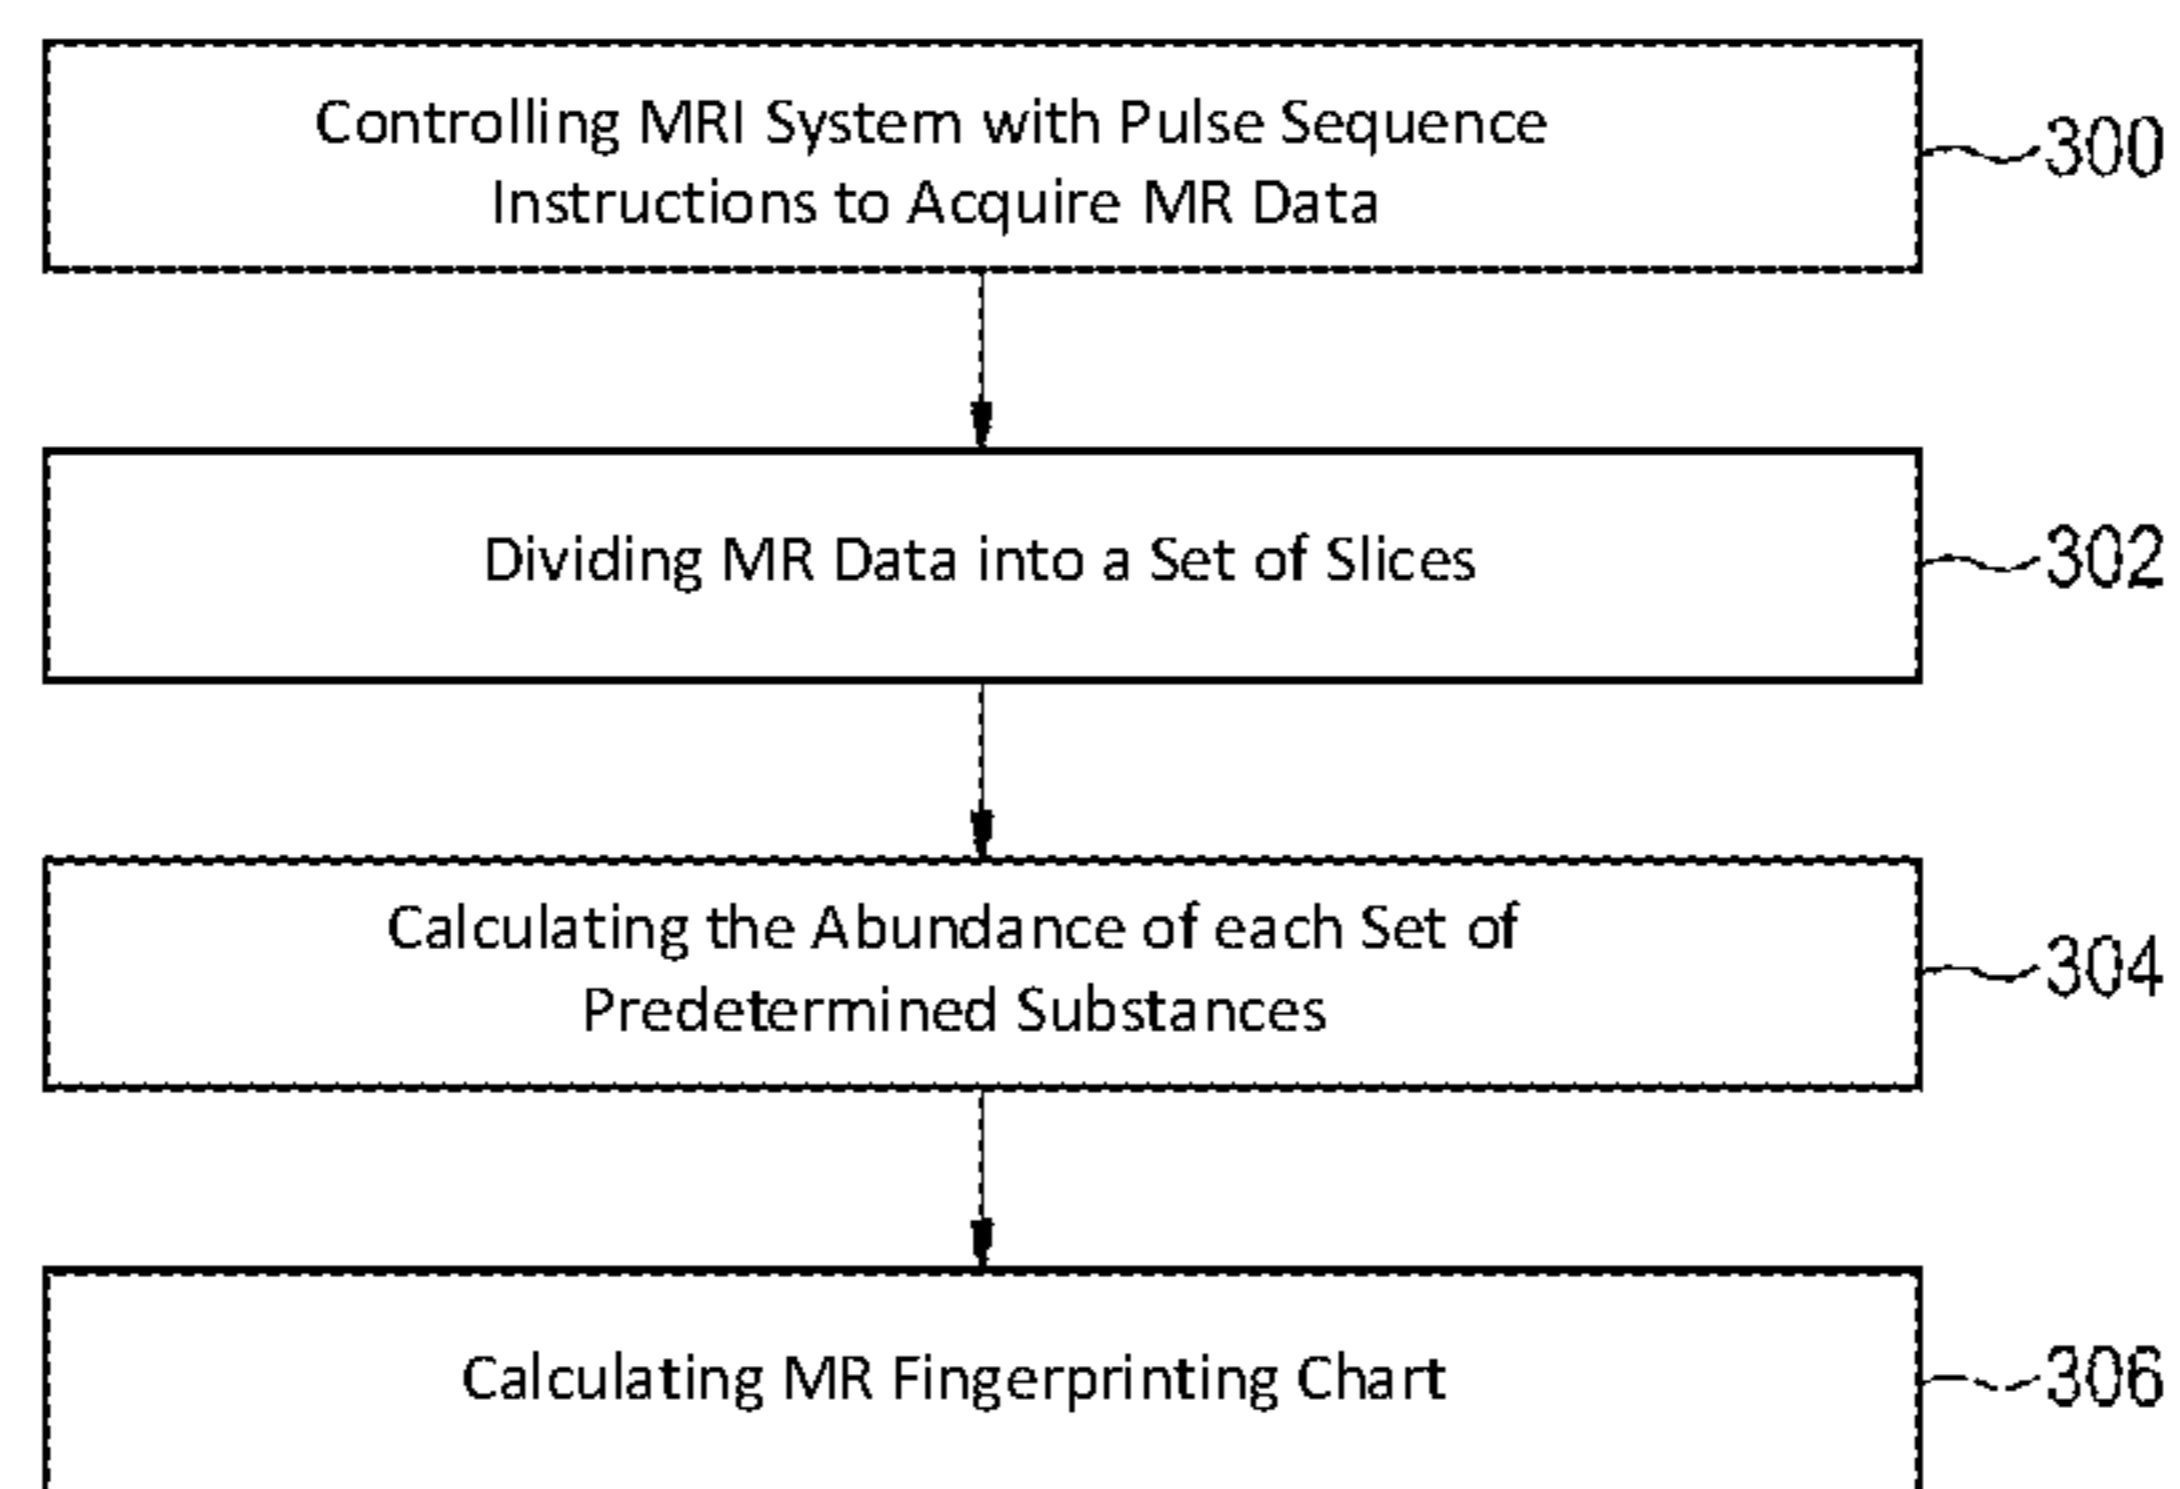 Controlling MRI System with Pulse Sequence
Instructions to Acquire MR Data
300
Dividing MR Data into a Set of Slices
302
Calculating the Abundance of each Set of
Predetermined Substances
304
Calculating MR Fingerprinting Chart
306